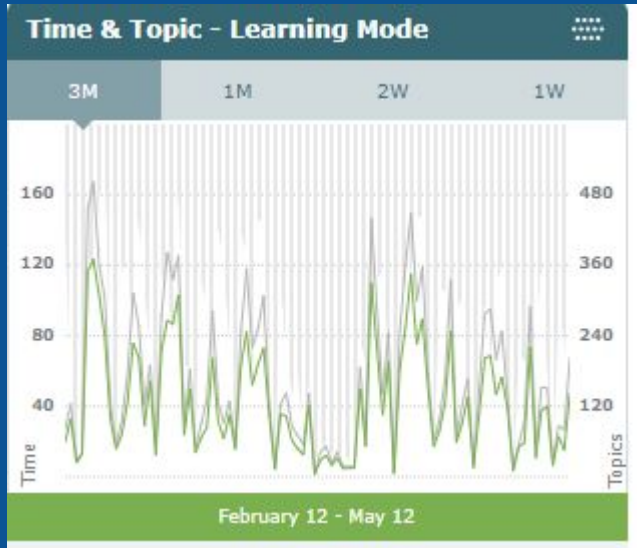 Time & Topic - Learning Mode
3M 1M 2W 1W
160 480
120 360
80 240
40 120
Time Topics
February 12 - May 12